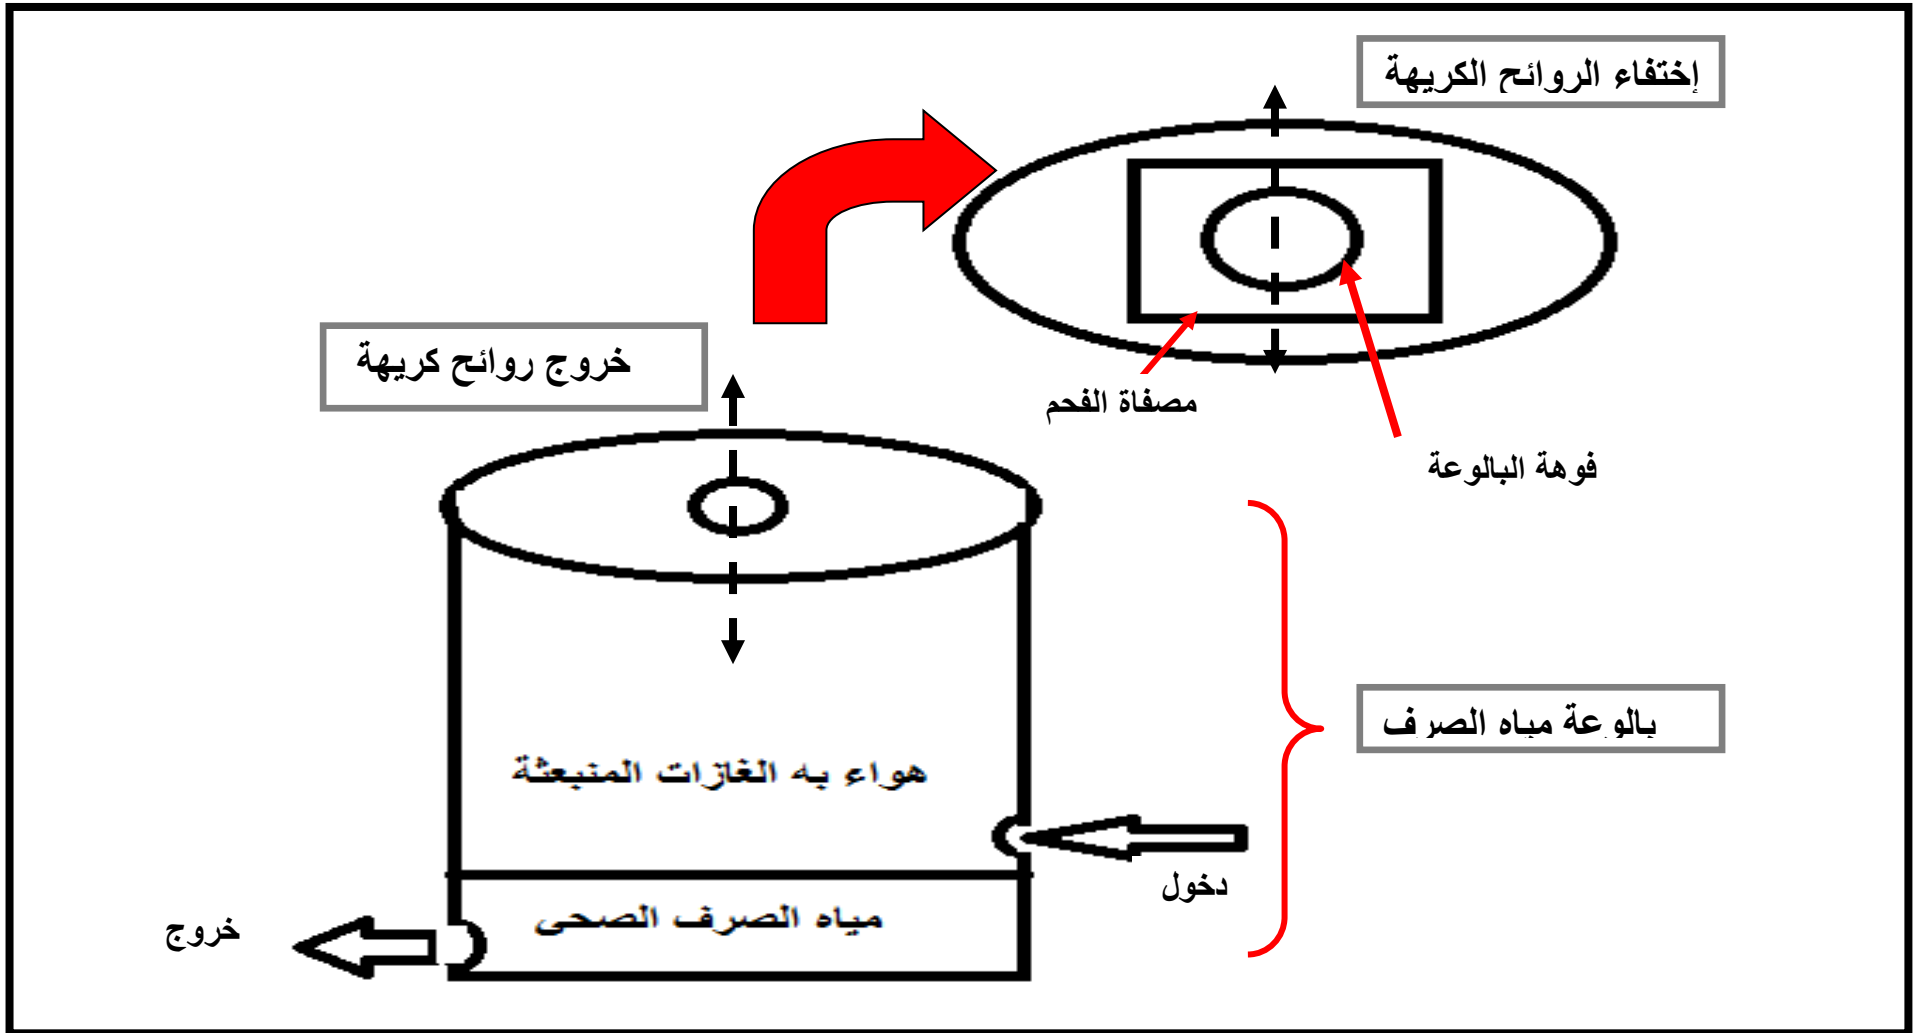 إختفاء الروائح الكريهة
خروج روائح كريهة
مصفاة الفحم
فوهة البالوعة
بالوعة مياه الصرف
هواء به الغازات المنبعثة
دخول
مياه الصرف الصحى
خروج